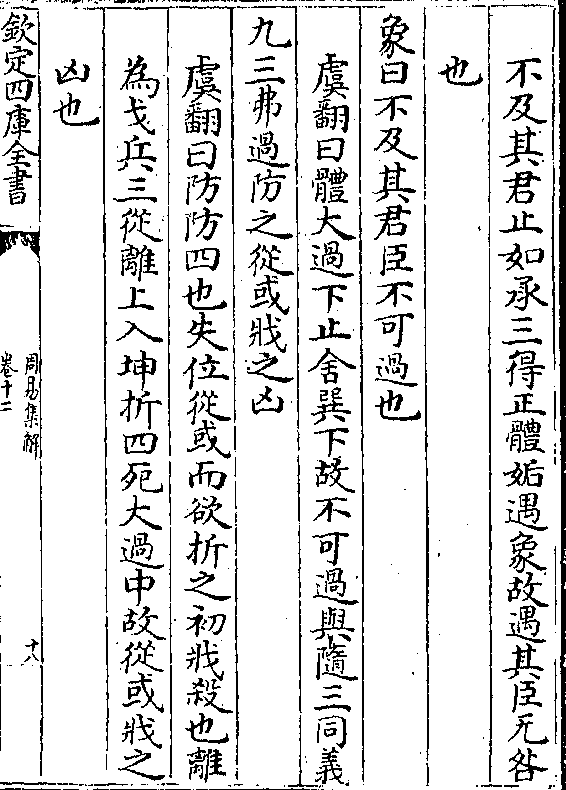 不及其君止如承三得正體姤遇象故遇其臣无咎
也
象曰不及其君臣不可過也
虞翻曰體大過下止舍巽下故不可過與隨三同義
九三弗過防之從或戕之凶
虞翻曰防防四也失位從或而欲折之初戕殺也離
為戈兵三從離上入坤折四死大過中故從或戕之
凶也
欽定四庫全書
周易集解
卷十二
十八